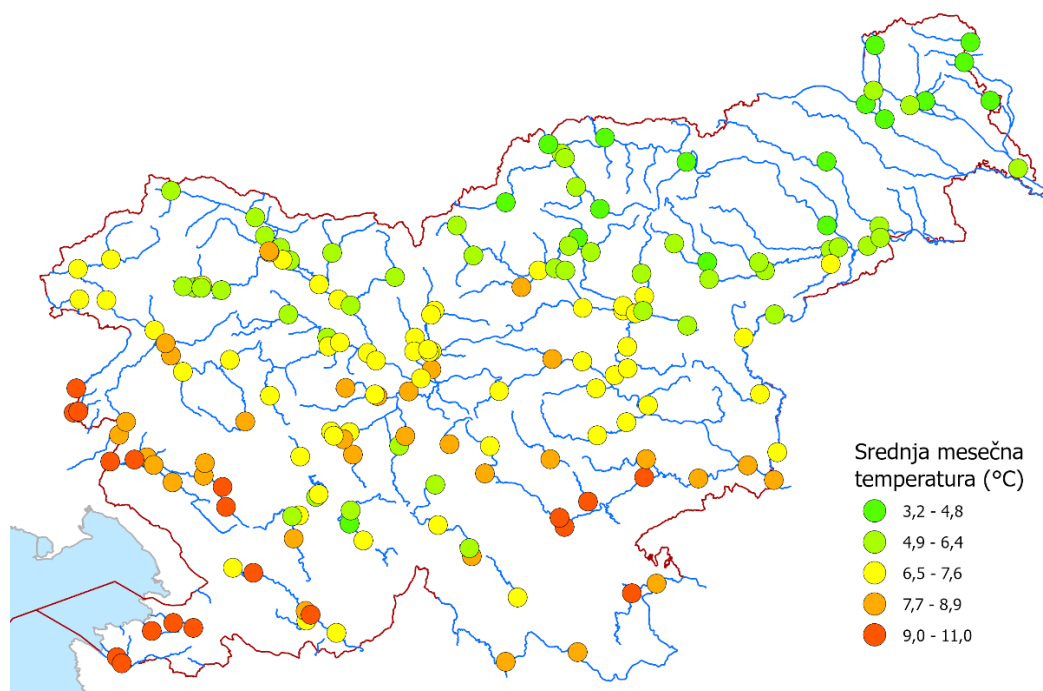 Srednja mesečna
temperatura (°C)
3,2 - 4,8
4,9 - 6,4
6,5 - 7,6
7,7 - 8,9
9,0 - 11,0